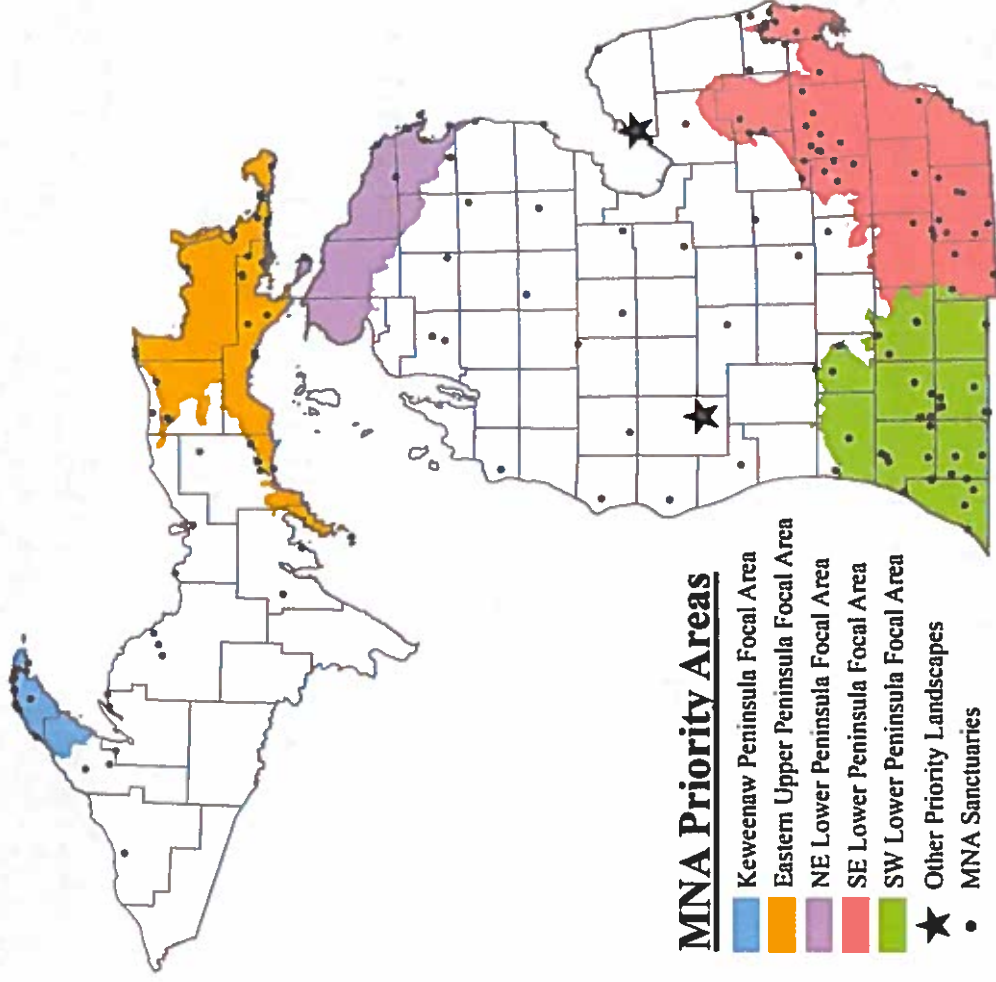 MNA Priority Areas
Keweenaw Peninsula Focal Area
Eastern Upper Peninsula Focal Area
NE Lower Peninsula Focal Area
SE Lower Peninsula Focal Area
SW Lower Peninsula Focal Area
Other Priority Landscapes
MNA Sanctuaries